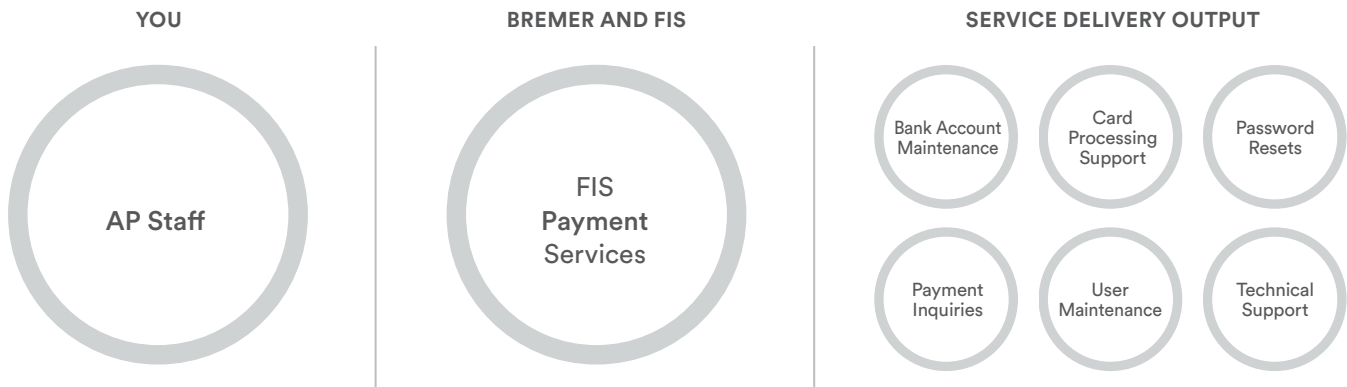 YOU
AP Staff
BREMER AND FIS
FIS
Payment
Services
SERVICE DELIVERY OUTPUT
Bank Account
Maintenance
Card
Processing
Support
Password
Resets
Payment
Inquiries
User
Maintenance
Technical
Support